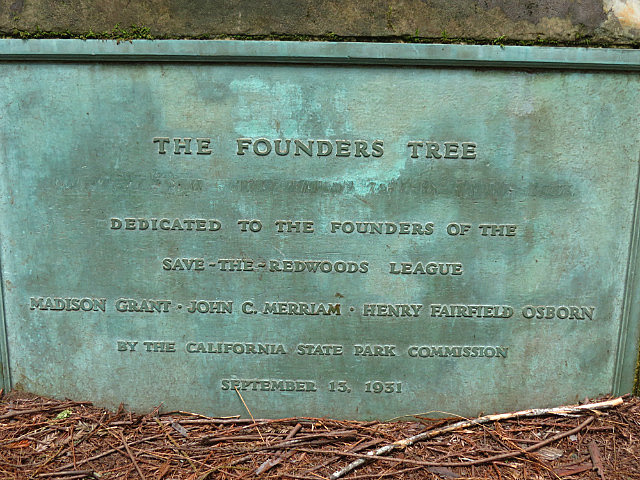 THE FOUNDERS TREE
DEDICATED TO THE FOUNDERS OF THE
SAVE-THE-REDWOODS LEAGUE
MADISON GRANT · JOHN C. MERRIAM · HENRY FAIRFIELD OSBORN
BY THE CALIFORNIA STATE PARK COMMISSION
SEPTEMBER 13, 1931